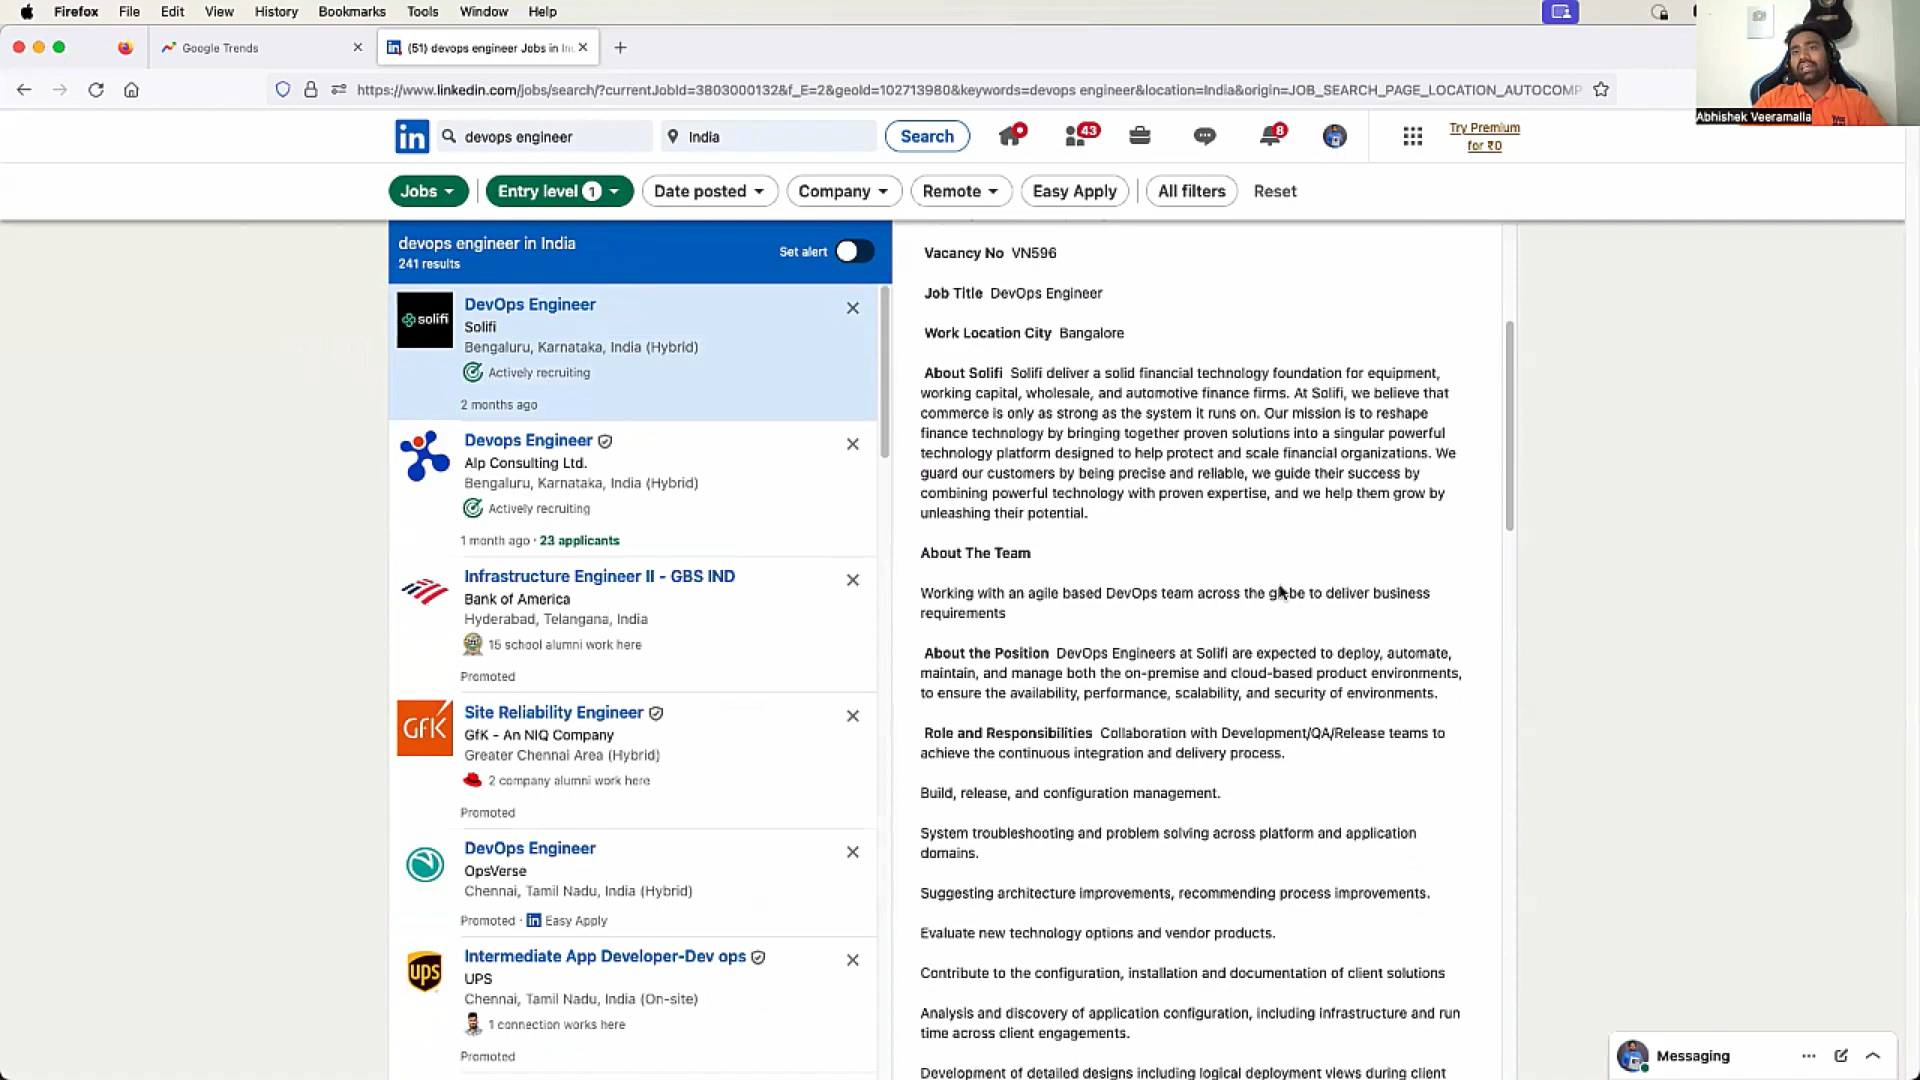 Firefox File Edit View History Bookmarks Tools Window Help
Google Trends
(51) devops engineer Jobs in In
https://www.linkedin.com/jobs/search/?currentJobId=3803000132&f_E=2&geoId=102713980&keywords=devops engineer&location=India&origin=JOB_SEARCH_PAGE_LOCATION_AUTOCOMP
Abhishek Veeramalla
in
devops engineer
India
Search
43
8
Try Premium
for ₹0
Jobs
Entry level 1
Date posted
Company
Remote
Easy Apply
All filters
Reset
devops engineer in India
241 results
Set alert
solifi
DevOps Engineer
Solifi
Bengaluru, Karnataka, India (Hybrid)
Actively recruiting
2 months ago
Devops Engineer
Alp Consulting Ltd.
Bengaluru, Karnataka, India (Hybrid)
Actively recruiting
1 month ago · 23 applicants
Infrastructure Engineer II - GBS IND
Bank of America
Hyderabad, Telangana, India
15 school alumni work here
Promoted
GFK
Site Reliability Engineer
GfK - An NIQ Company
Greater Chennai Area (Hybrid)
2 company alumni work here
Promoted
DevOps Engineer
OpsVerse
Chennai, Tamil Nadu, India (Hybrid)
Promoted · in Easy Apply
ups
Intermediate App Developer-Dev ops
UPS
Chennai, Tamil Nadu, India (On-site)
1 connection works here
Promoted
Vacancy No VN596
Job Title DevOps Engineer
Work Location City Bangalore
About Solifi Solifi deliver a solid financial technology foundation for equipment,
working capital, wholesale, and automotive finance firms. At Solifi, we believe that
commerce is only as strong as the system it runs on. Our mission is to reshape
finance technology by bringing together proven solutions into a singular powerful
technology platform designed to help protect and scale financial organizations. We
guard our customers by being precise and reliable, we guide their success by
combining powerful technology with proven expertise, and we help them grow by
unleashing their potential.
About The Team
Working with an agile based DevOps team across the globe to deliver business
requirements
About the Position DevOps Engineers at Solifi are expected to deploy, automate,
maintain, and manage both the on-premise and cloud-based product environments,
to ensure the availability, performance, scalability, and security of environments.
Role and Responsibilities Collaboration with Development/QA/Release teams to
achieve the continuous integration and delivery process.
Build, release, and configuration management.
System troubleshooting and problem solving across platform and application
domains.
Suggesting architecture improvements, recommending process improvements.
Evaluate new technology options and vendor products.
Contribute to the configuration, installation and documentation of client solutions
Analysis and discovery of application configuration, including infrastructure and run
time across client engagements.
Development of detailed designs including logical deployment views during client
Messaging